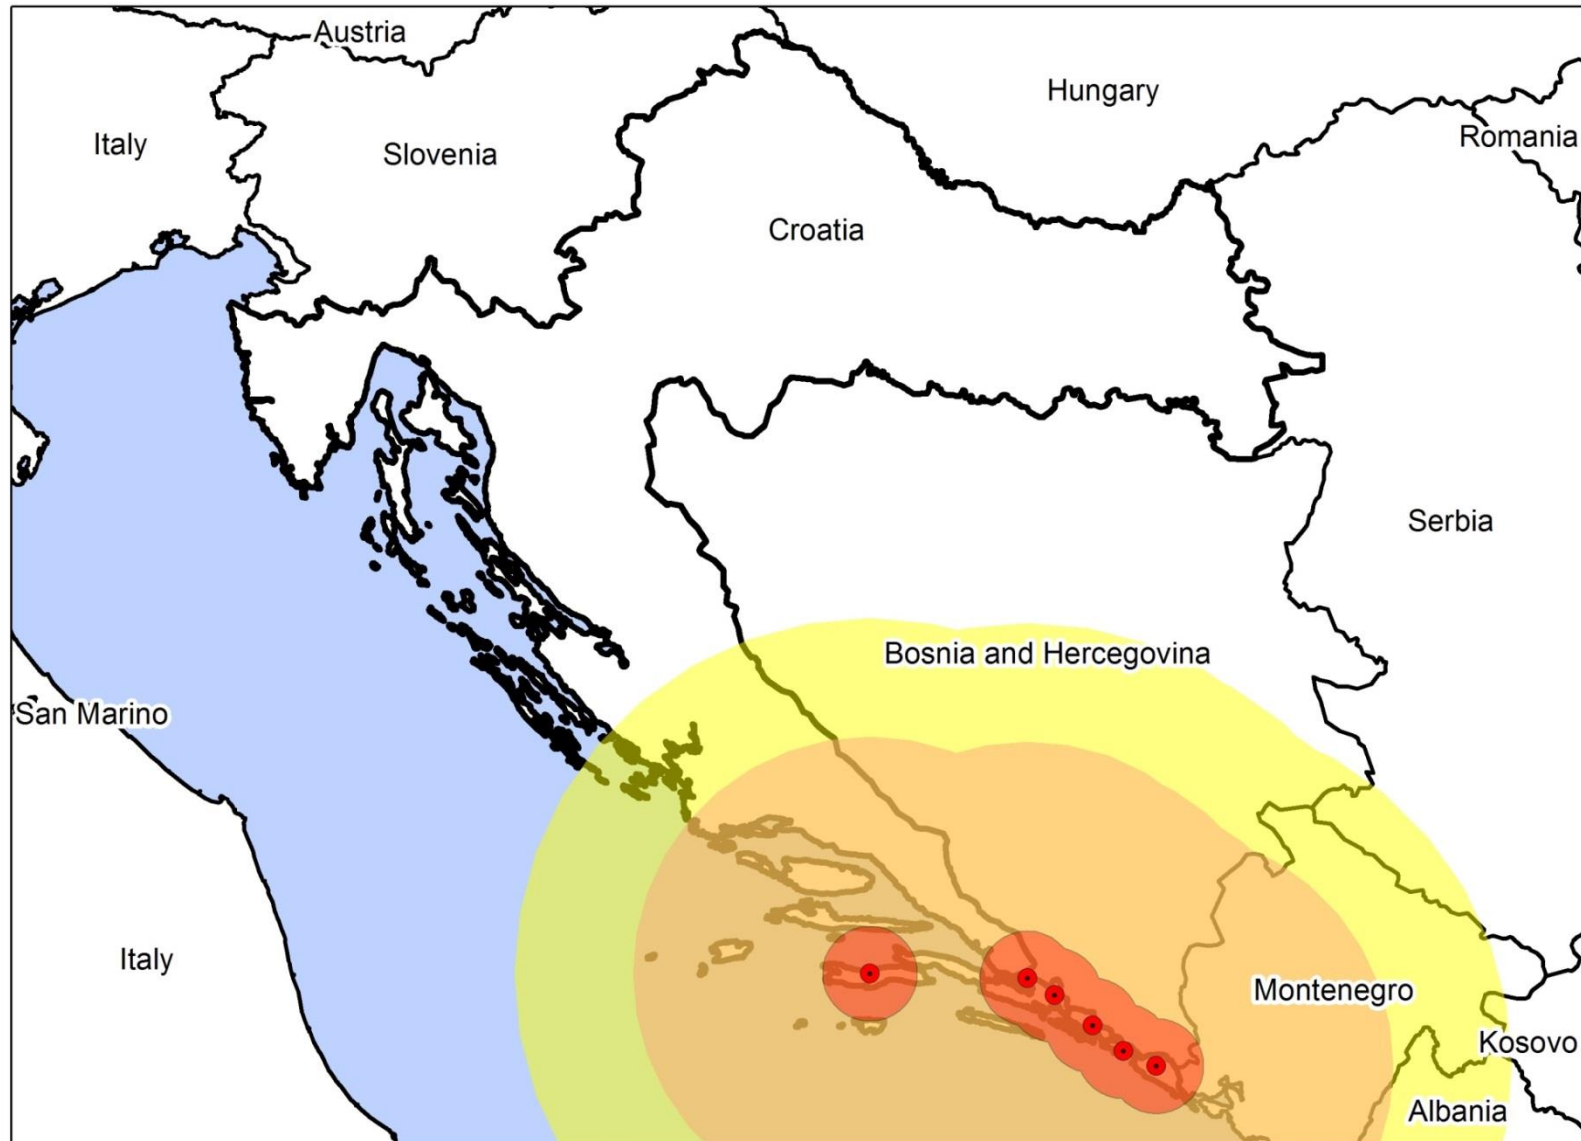 Austria
Hungary
Italy
Slovenia
Romania
Croatia
Serbia
Bosnia and Hercegovina
San Marino
Italy
Montenegro
Kosovo
Albania